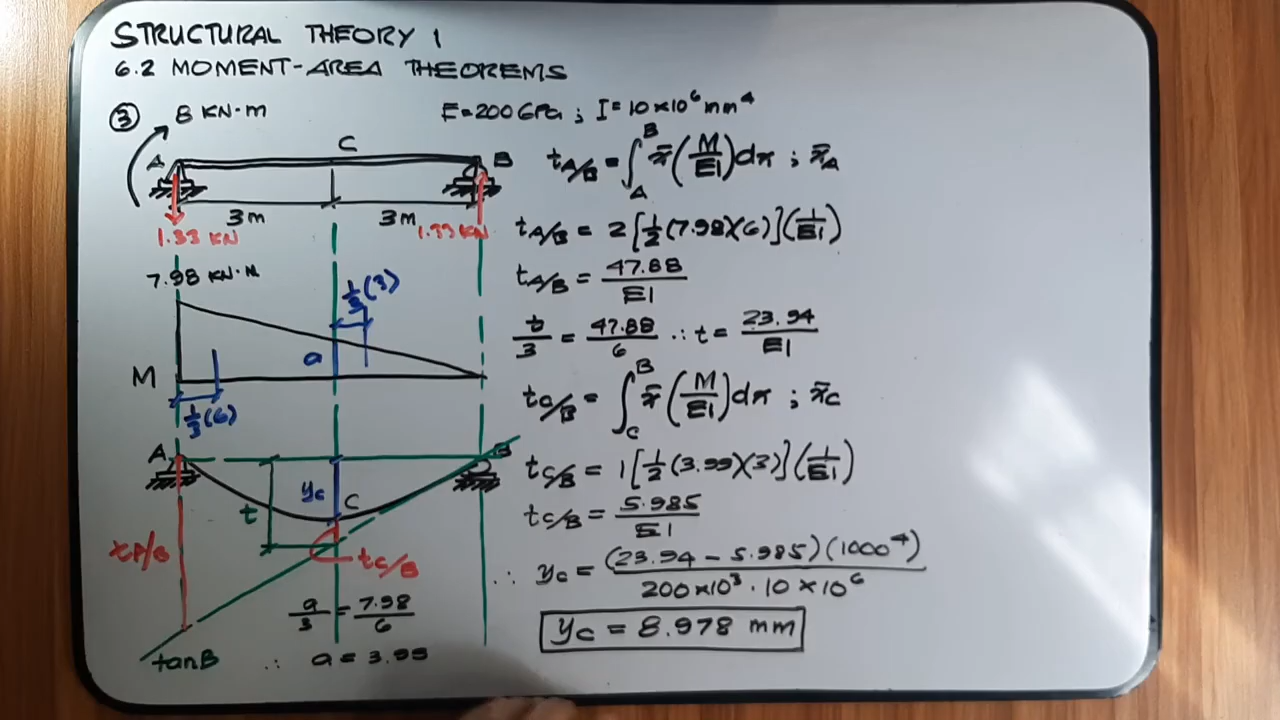 STRUCTURAL THEORY 1
6.2 MOMENT-AREA THEOREMS
③ 8 KN·m
E=200GPa ; I=10×10⁶mm⁴
A C B
3m 3m
1.33 KN 1.33 KN
7.98 KN·M
1/3(3)
a
M
1/3(6)
A B
yc C
t
tA/B
tC/B
a/3 = 7.98/6
tanB ∴ a = 3.99
tA/B = ∫_A^B x̄(M/EI)dx ; x̄A
tA/B = 2[1/2(7.98)(6)](1/EI)
tA/B = 47.88/EI
t/3 = 47.88/6 ∴ t = 23.94/EI
tC/B = ∫_C^B x̄(M/EI)dx ; x̄C
tC/B = 1[1/2(3.99)(3)](1/EI)
tC/B = 5.985/EI
∴ yc = (23.94 - 5.985)(1000⁴)/200×10³·10×10⁶
yc = 8.978 mm